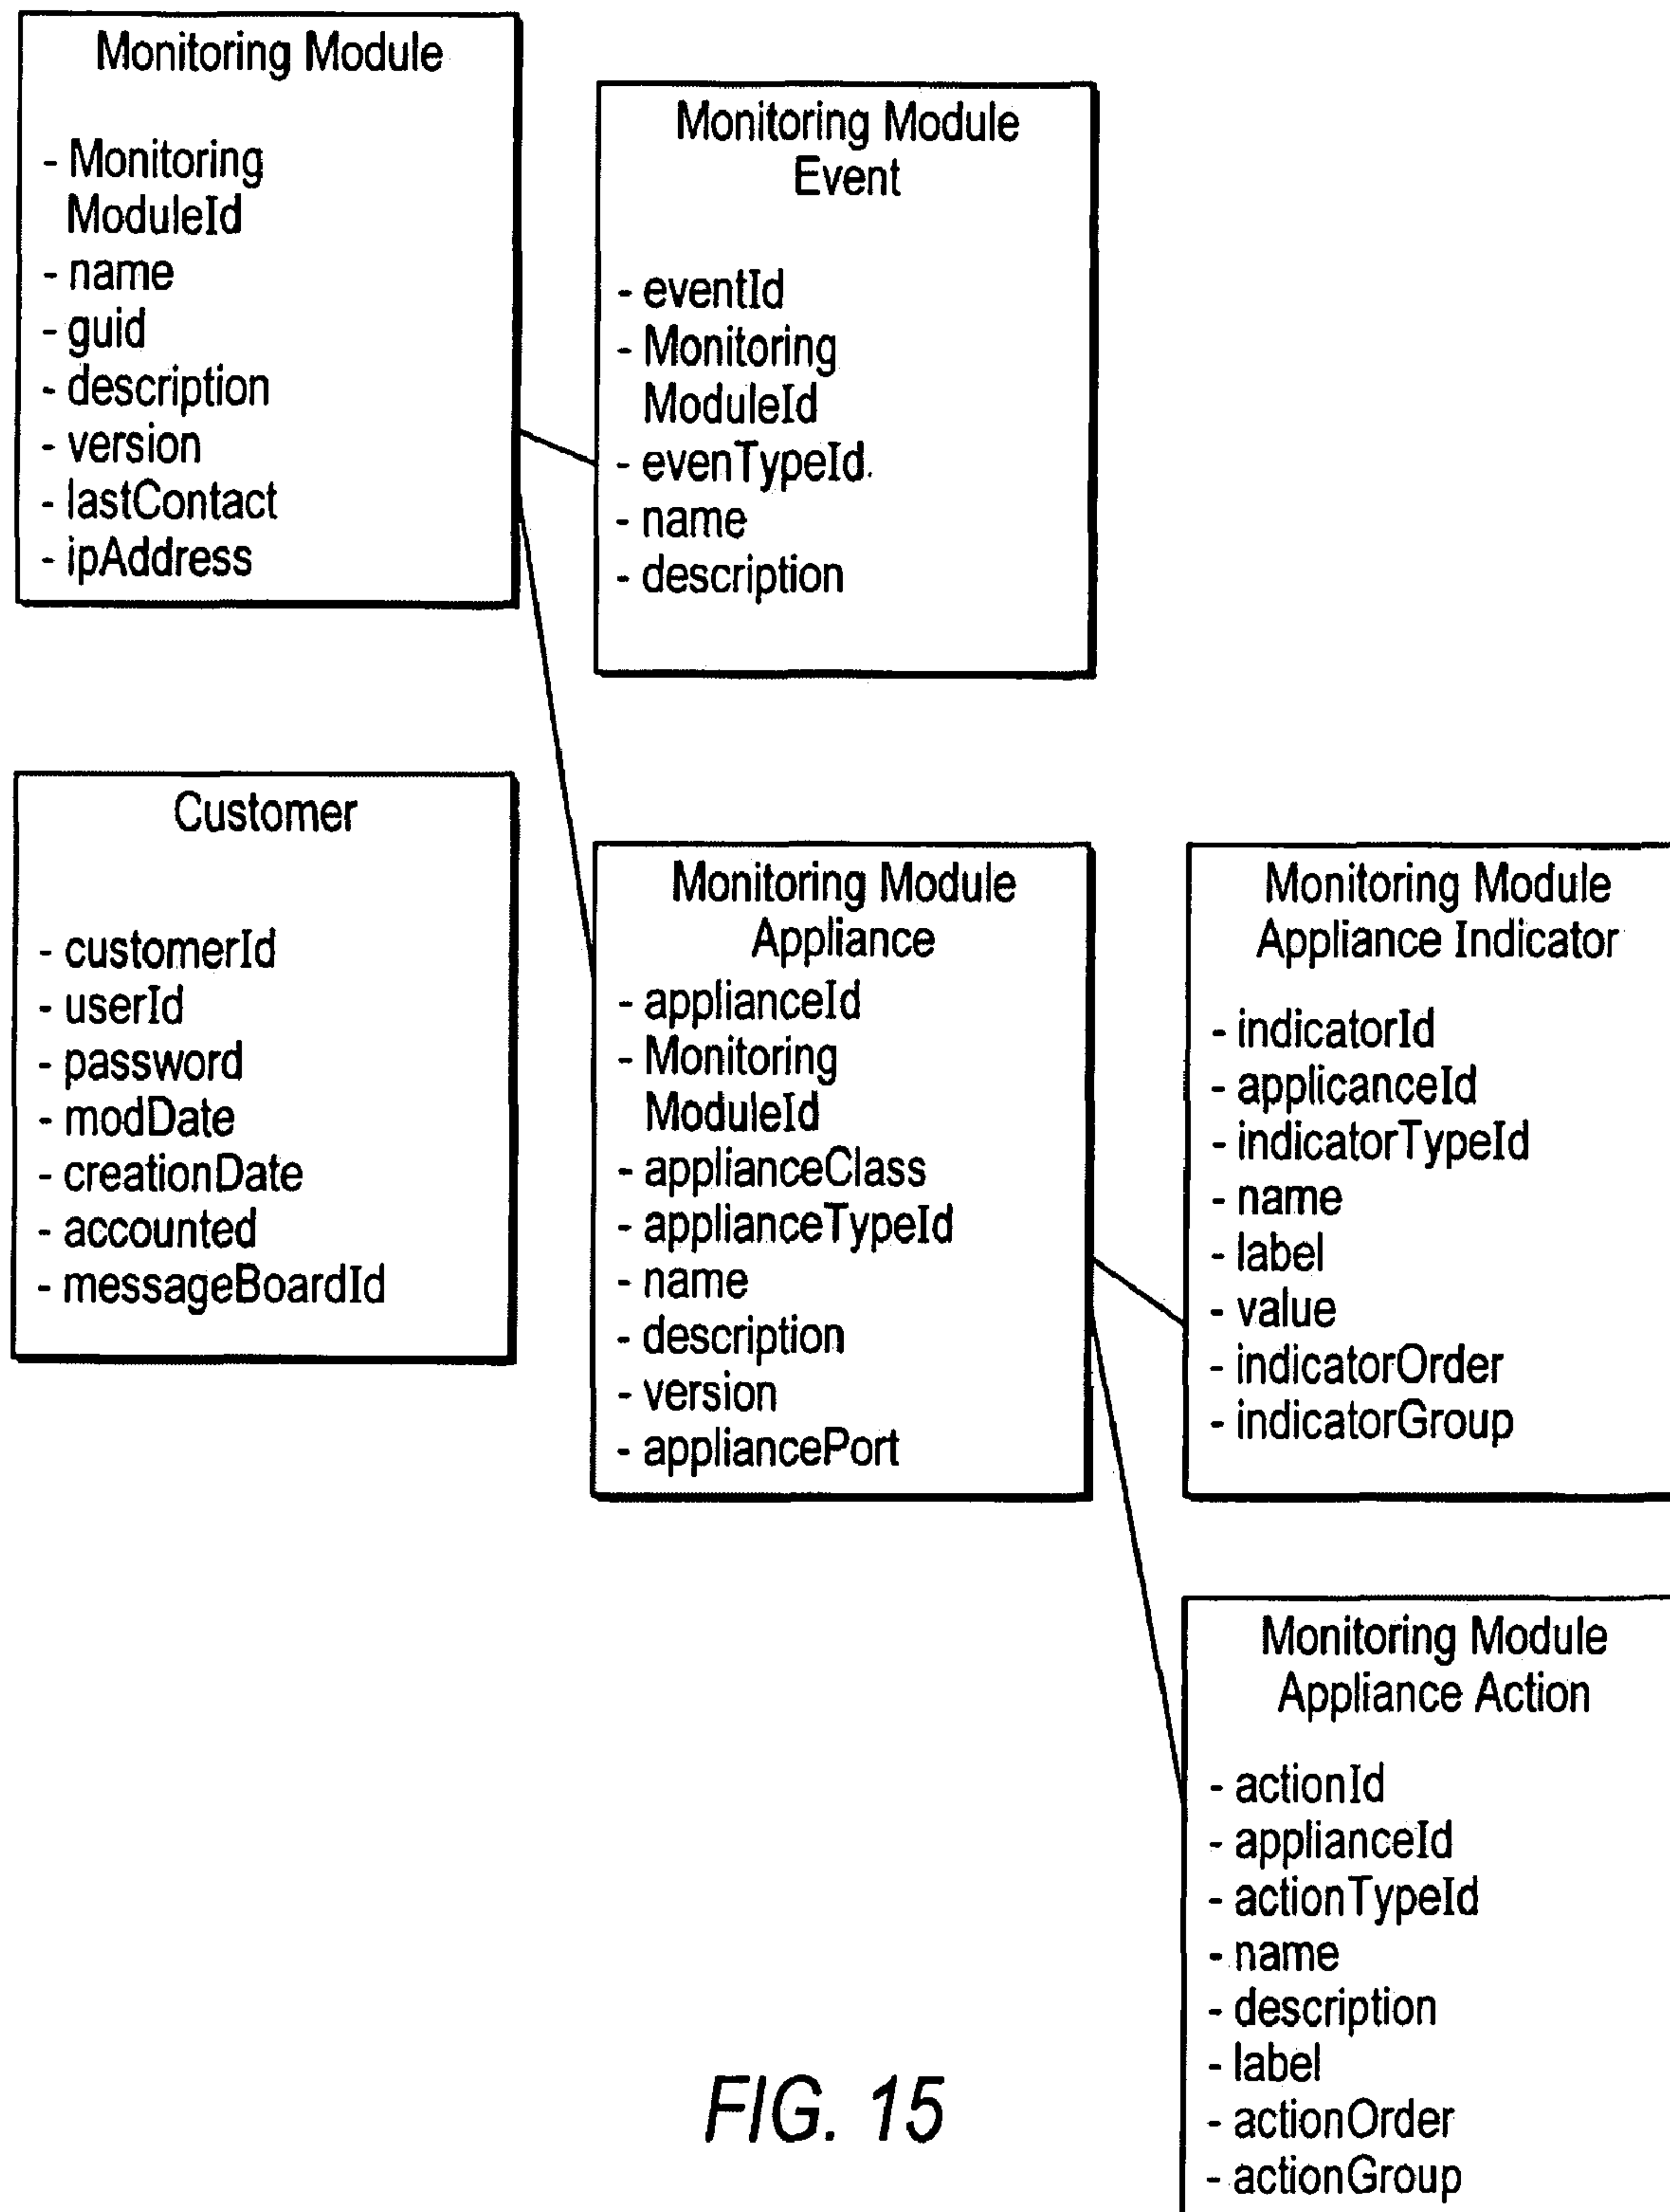 Monitoring Module
- Monitoring
ModuleId
- name
- guid
- description
- version
- lastContact
- ipAddress
Monitoring Module
Event
- eventId
- Monitoring
ModuleId
- evenTypeId
- name
- description
Customer
- customerId
- userId
- password
- modDate
- creationDate
- accounted
- messageBoardId
Monitoring Module
Appliance
- applianceId
- Monitoring
ModuleId
- applianceClass
- applianceTypeId
- name
- description
- version
- appliancePort
Monitoring Module
Appliance Indicator
- indicatorId
- applicanceId
- indicatorTypeId
- name
- label
- value
- indicatorOrder
- indicatorGroup
Monitoring Module
Appliance Action
- actionId
- applianceId
- actionTypeId
- name
- description
- label
- actionOrder
- actionGroup
FIG. 15